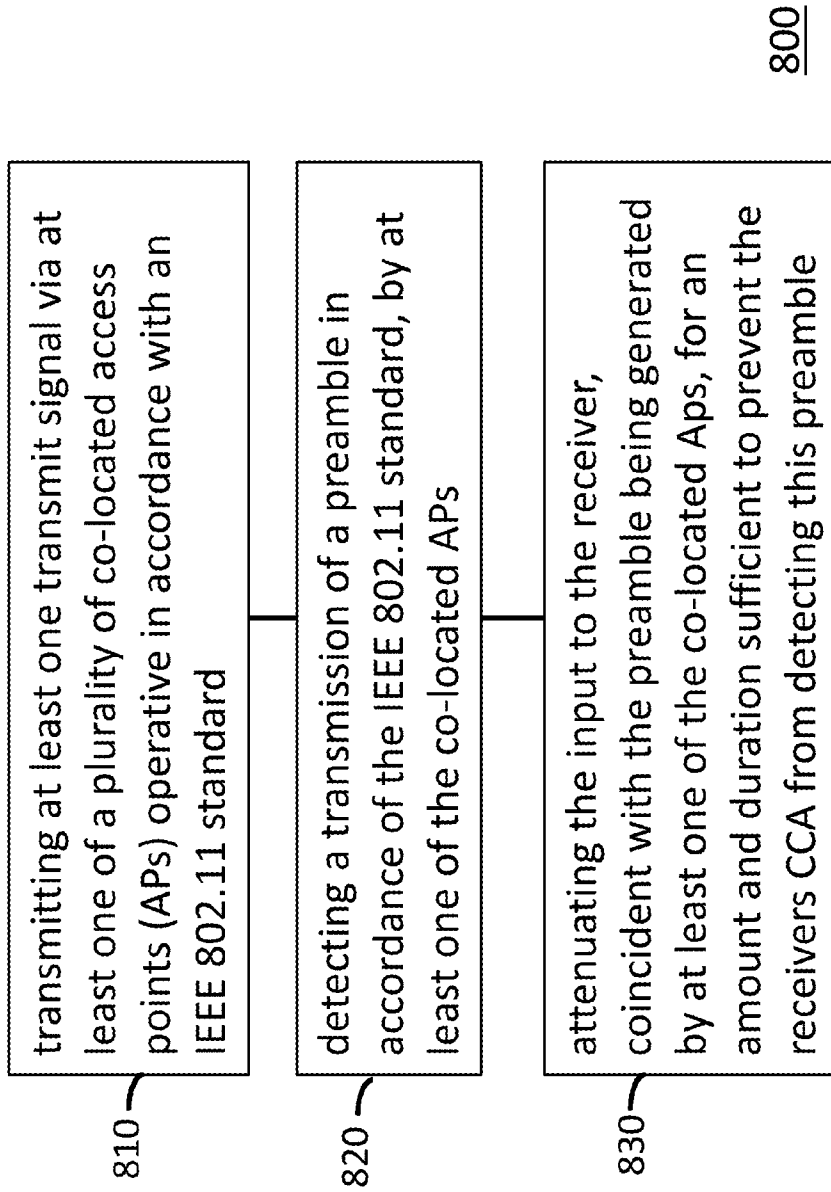 810
transmitting at least one transmit signal via at
least one of a plurality of co-located access
points (APs) operative in accordance with an
IEEE 802.11 standard
820
detecting a transmission of a preamble in
accordance of the IEEE 802.11 standard, by at
least one of the co-located APs
830
attenuating the input to the receiver,
coincident with the preamble being generated
by at least one of the co-located Aps, for an
amount and duration sufficient to prevent the
receivers CCA from detecting this preamble
800